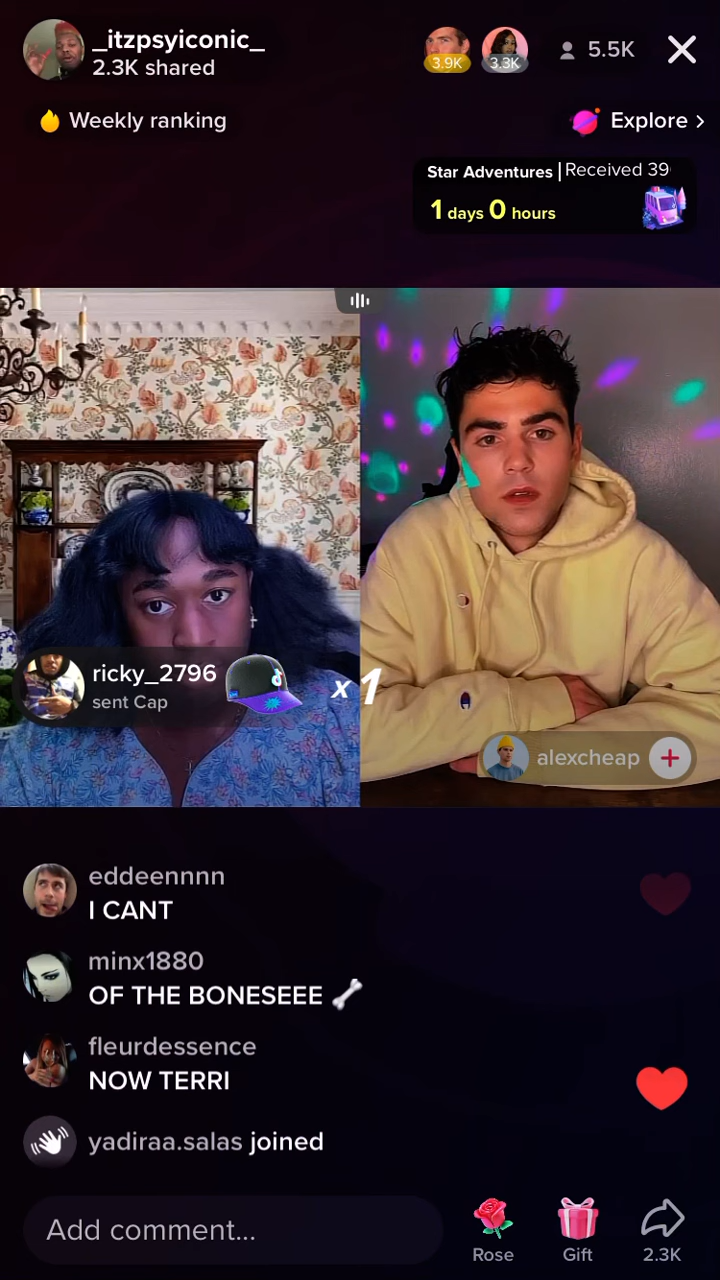 _itzpsyiconic_
2.3K shared
3.9K
3.3K
5.5K
Weekly ranking
Explore
Star Adventures | Received 39
1 days 0 hours
ricky_2796
sent Cap
x 1
alexcheap
eddeennnn
I CANT
minx1880
OF THE BONESEEE 🦴
fleurdessence
NOW TERRI
yadiraa.salas joined
Add comment...
Rose
Gift
2.3K